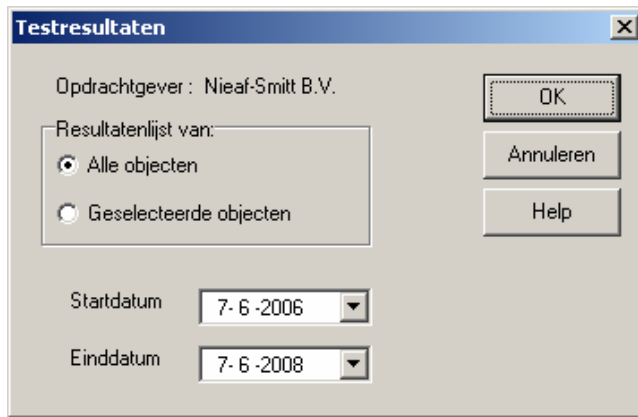 Testresultaten
Opdrachtgever : Nieaf-Smitt B.V.
Resultatenlijst van:
Alle objecten
Geselecteerde objecten
OK
Annuleren
Help
Startdatum 7- 6 -2006
Einddatum 7- 6 -2008